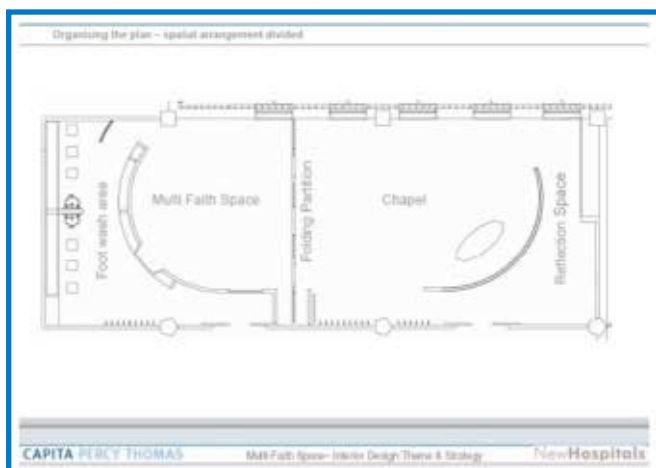 Organising the plan – spatial arrangement divided
Foot wash area
Multi Faith Space
Folding Partition
Chapel
Reflection Space
CAPITA PERCY THOMAS
Multi-Faith Space– Interior Design Theme & Strategy
NewHospitals